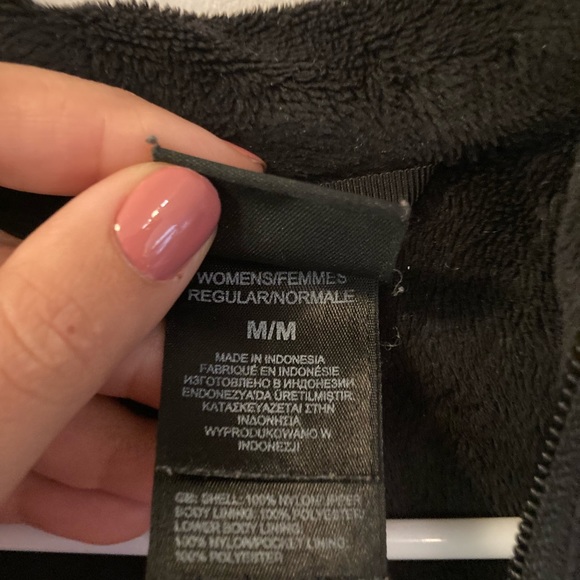 WOMENS/FEMMES
REGULAR/NORMALE
M/M
MADE IN INDONESIA
FABRIQUÉ EN INDONÉSIE
ИЗГОТОВЛЕНО В ИНДОНЕЗИИ
ENDONEZYA'DA ÜRETILMIŞTIR.
ΚΑΤΑΣΚΕΥΑΖΕΤΑΙ ΣΤΗΝ
ΙΝΔΟΝΗΣΙΑ
WYPRODUKOWANO W
INDONEZJI
GB: SHELL: 100% NYLON/UPPER
BODY LINING: 100% POLYESTER/
LOWER BODY LINING:
100% NYLON/POCKET LINING:
100% POLYESTER